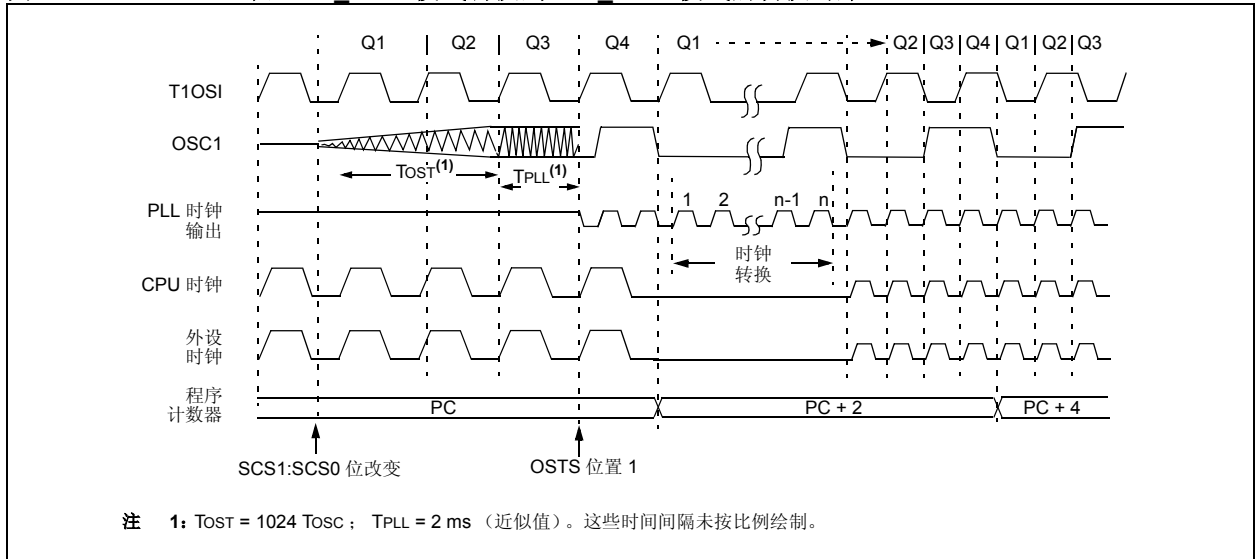 Q1 Q2 Q3 Q4 Q1 Q2 Q3 Q4 Q1 Q2 Q3
T1OSI
OSC1
TOST(1) TPLL(1)
PLL 时钟
输出
1 2 n-1 n
时钟
转换
CPU 时钟
外设
时钟
程序
计数器
PC PC + 2 PC + 4
SCS1:SCS0 位改变 OSTS 位置 1
注 1: TOST = 1024 TOSC ； TPLL = 2 ms （近似值）。这些时间间隔未按比例绘制。